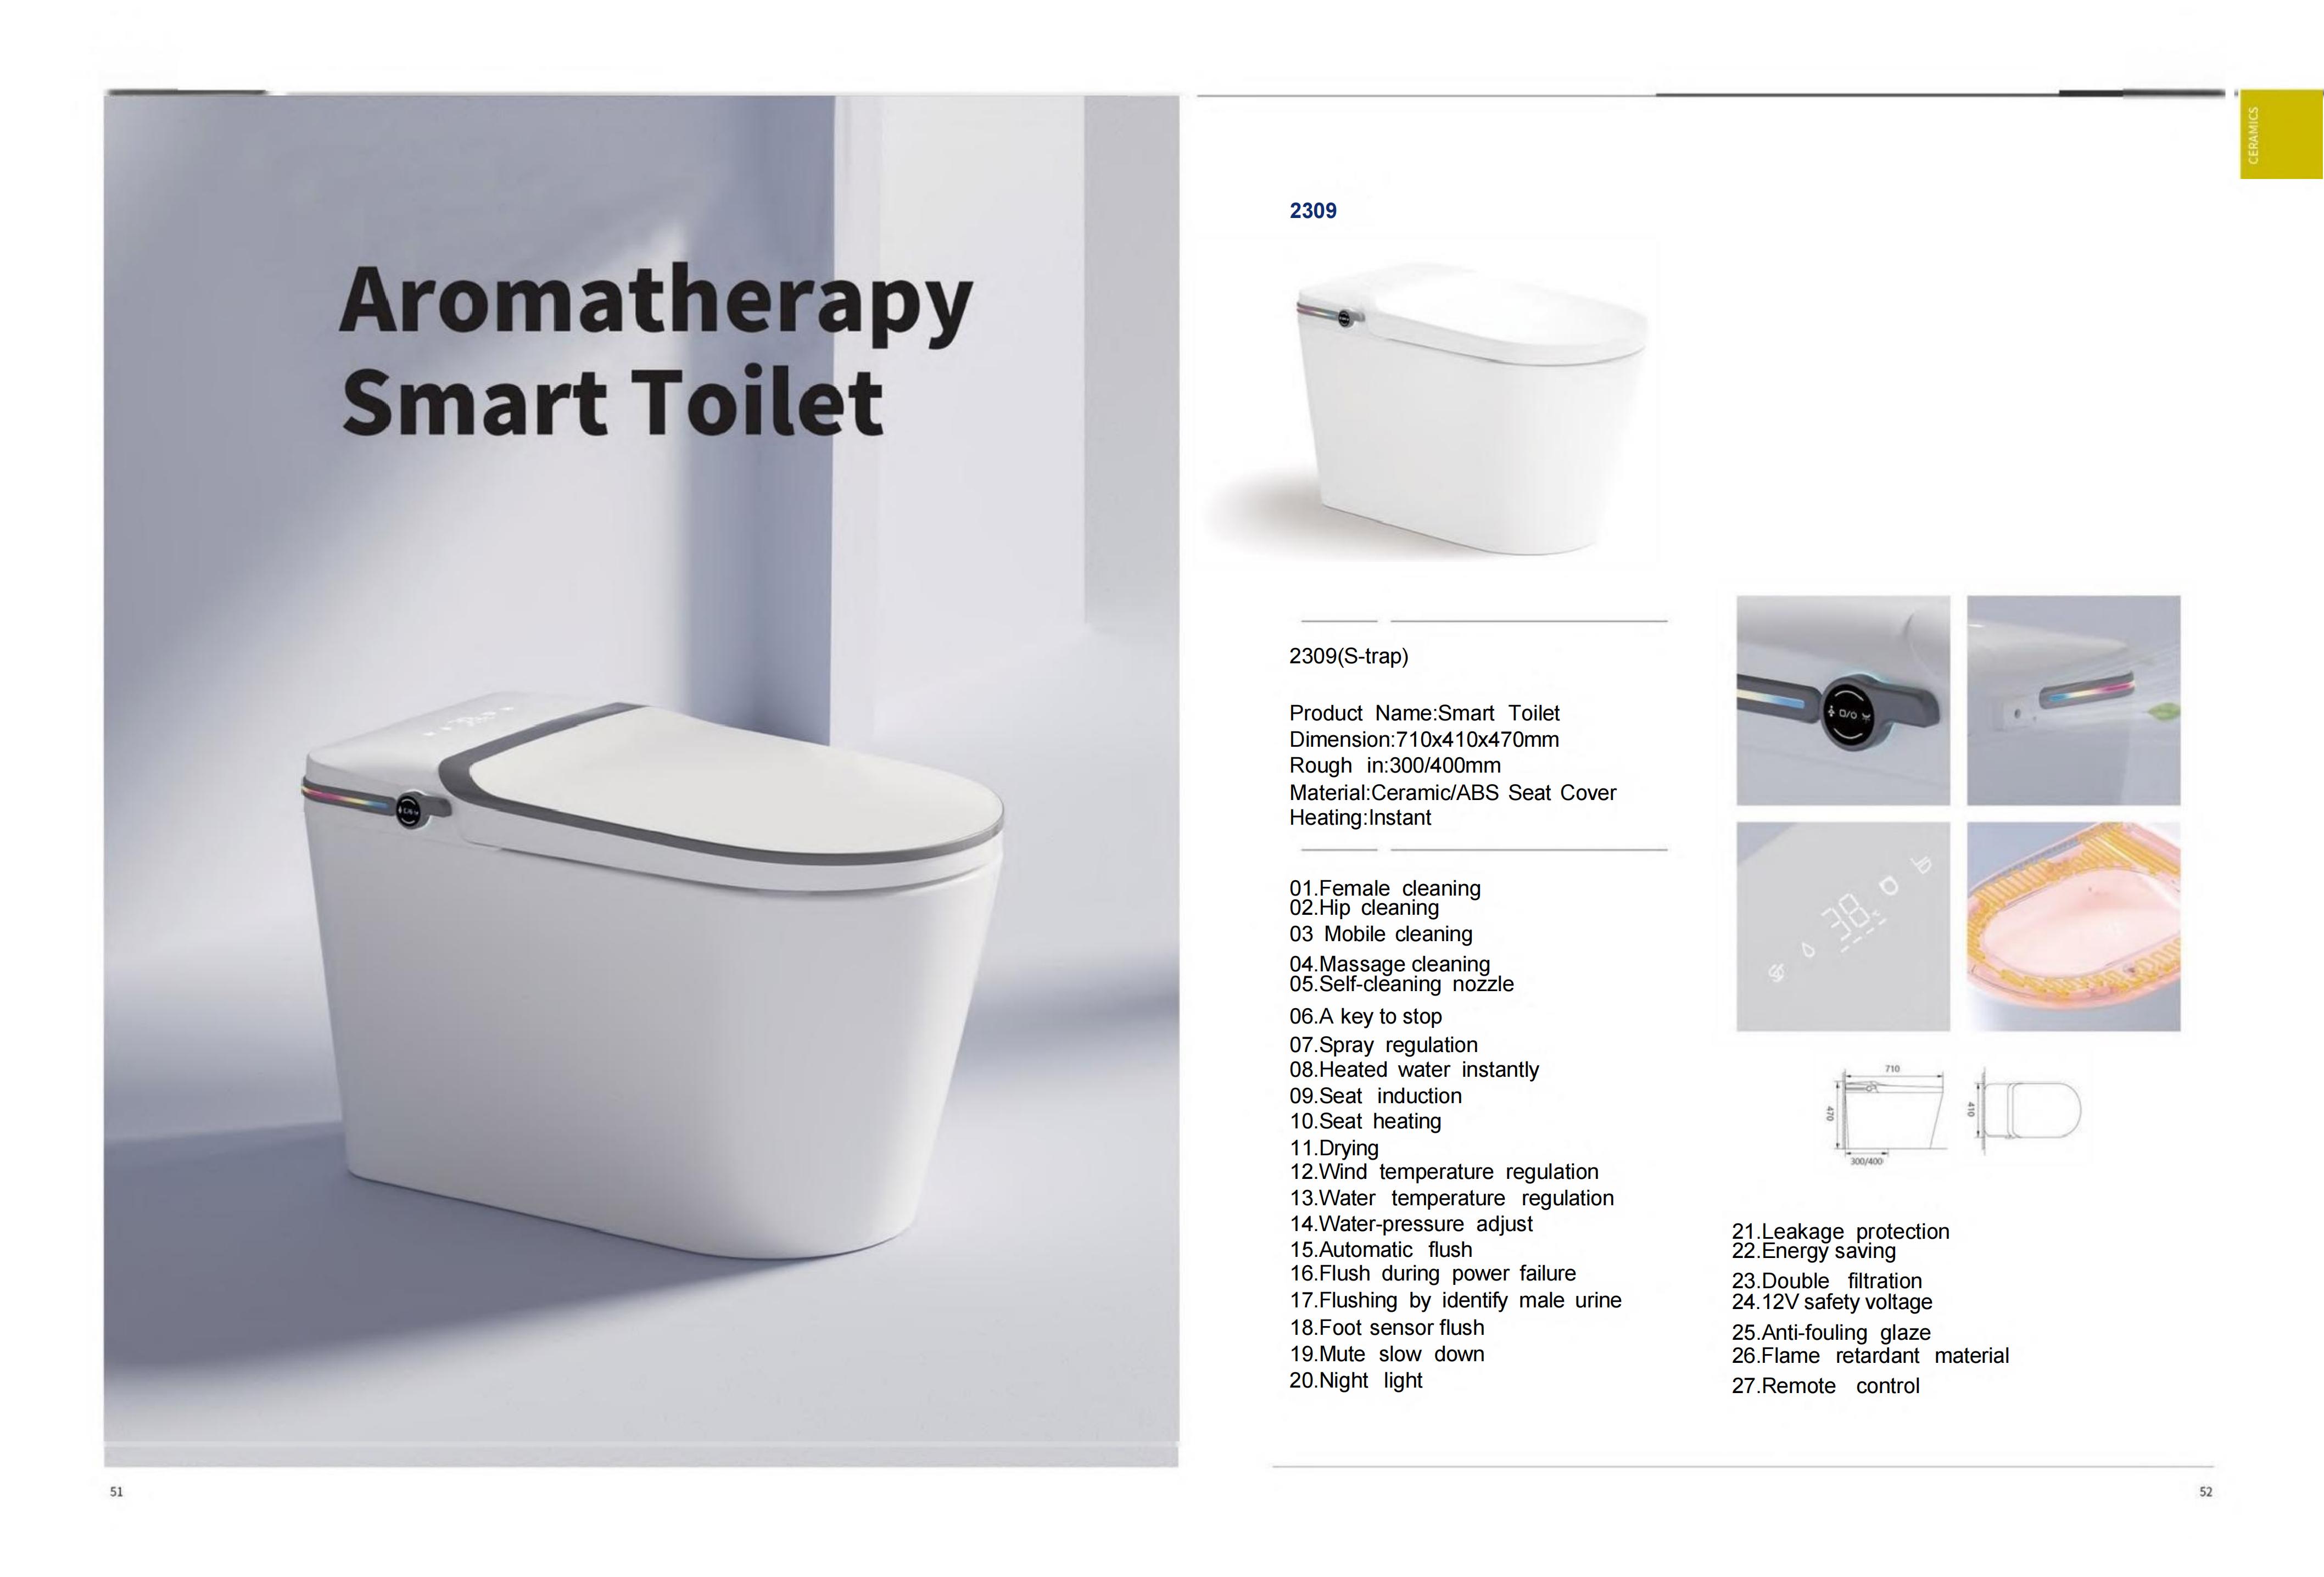 CERAMICS
Aromatherapy
Smart Toilet
2309
2309(S-trap)
Product Name:Smart Toilet
Dimension:710x410x470mm
Rough in:300/400mm
Material:Ceramic/ABS Seat Cover
Heating:Instant
01.Female cleaning
02.Hip cleaning
03 Mobile cleaning
04.Massage cleaning
05.Self-cleaning nozzle
06.A key to stop
07.Spray regulation
08.Heated water instantly
09.Seat induction
10.Seat heating
11.Drying
12.Wind temperature regulation
13.Water temperature regulation
14.Water-pressure adjust
15.Automatic flush
16.Flush during power failure
17.Flushing by identify male urine
18.Foot sensor flush
19.Mute slow down
20.Night light
38
710
470
300/400
410
21.Leakage protection
22.Energy saving
23.Double filtration
24.12V safety voltage
25.Anti-fouling glaze
26.Flame retardant material
27.Remote control
51
52